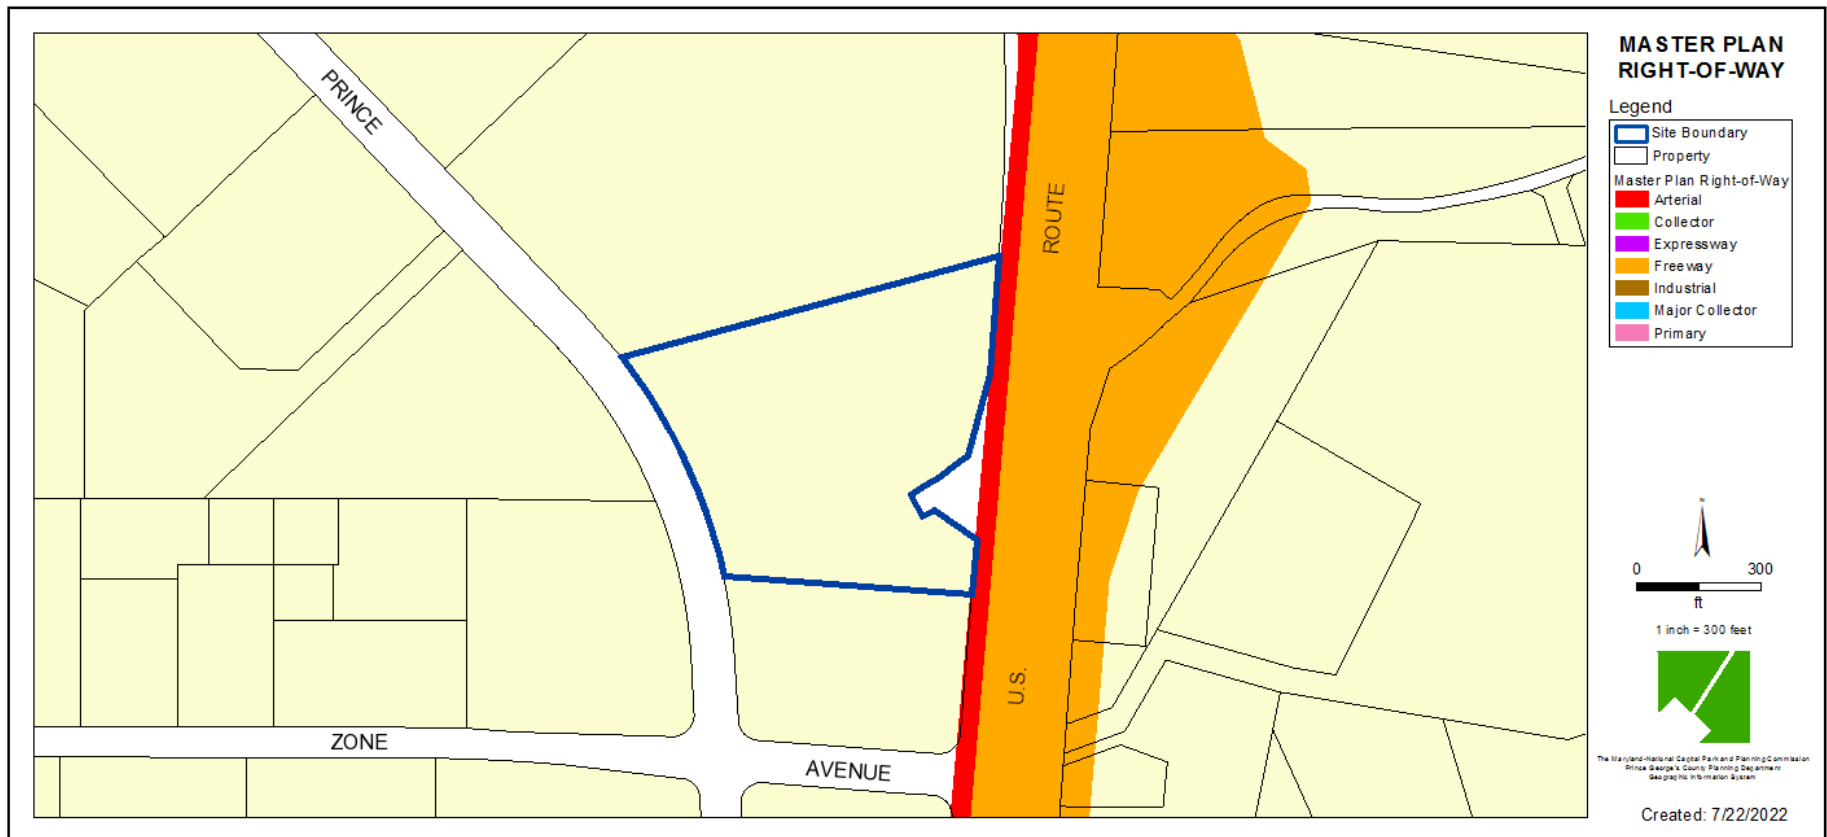 MASTER PLAN
RIGHT-OF-WAY
Legend
Site Boundary
Property
Master Plan Right-of-Way
Arterial
Collector
Expressway
Freeway
Industrial
Major Collector
Primary
PRINCE
ROUTE
U.S.
ZONE
AVENUE
N
0 300
ft
1 inch = 300 feet
The Maryland-National Capital Park and Planning Commission
Prince George's County Planning Department
Geographic Information System
Created: 7/22/2022